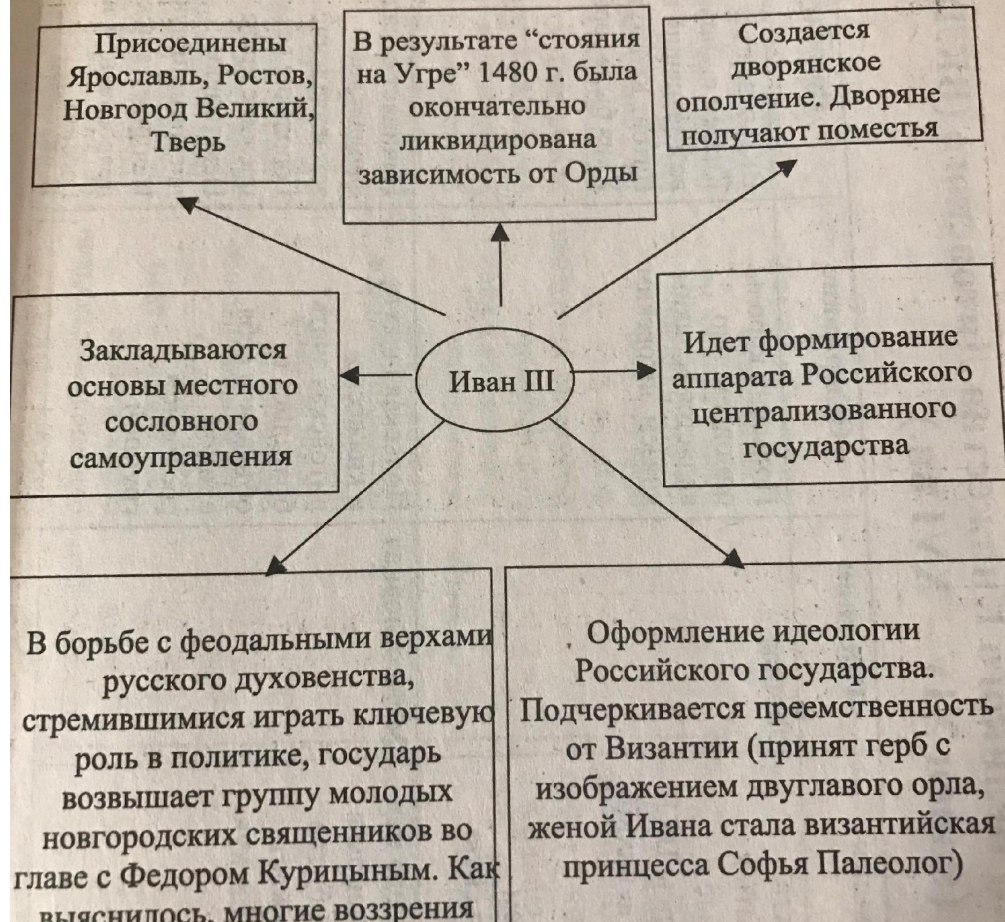 Присоединены
Ярославль, Ростов,
Новгород Великий,
Тверь
В результате “стояния
на Угре” 1480 г. была
окончательно
ликвидирована
зависимость от Орды
Создается
дворянское
ополчение. Дворяне
получают поместья
Закладываются
основы местного
сословного
самоуправления
Иван III
Идет формирование
аппарата Российского
централизованного
государства
В борьбе с феодальными верхами
русского духовенства,
стремившимися играть ключевую
роль в политике, государь
возвышает группу молодых
новгородских священников во
главе с Федором Курицыным. Как
выяснилось, многие воззрения
Оформление идеологии
Российского государства.
Подчеркивается преемственность
от Византии (принят герб с
изображением двуглавого орла,
женой Ивана стала византийская
принцесса Софья Палеолог)